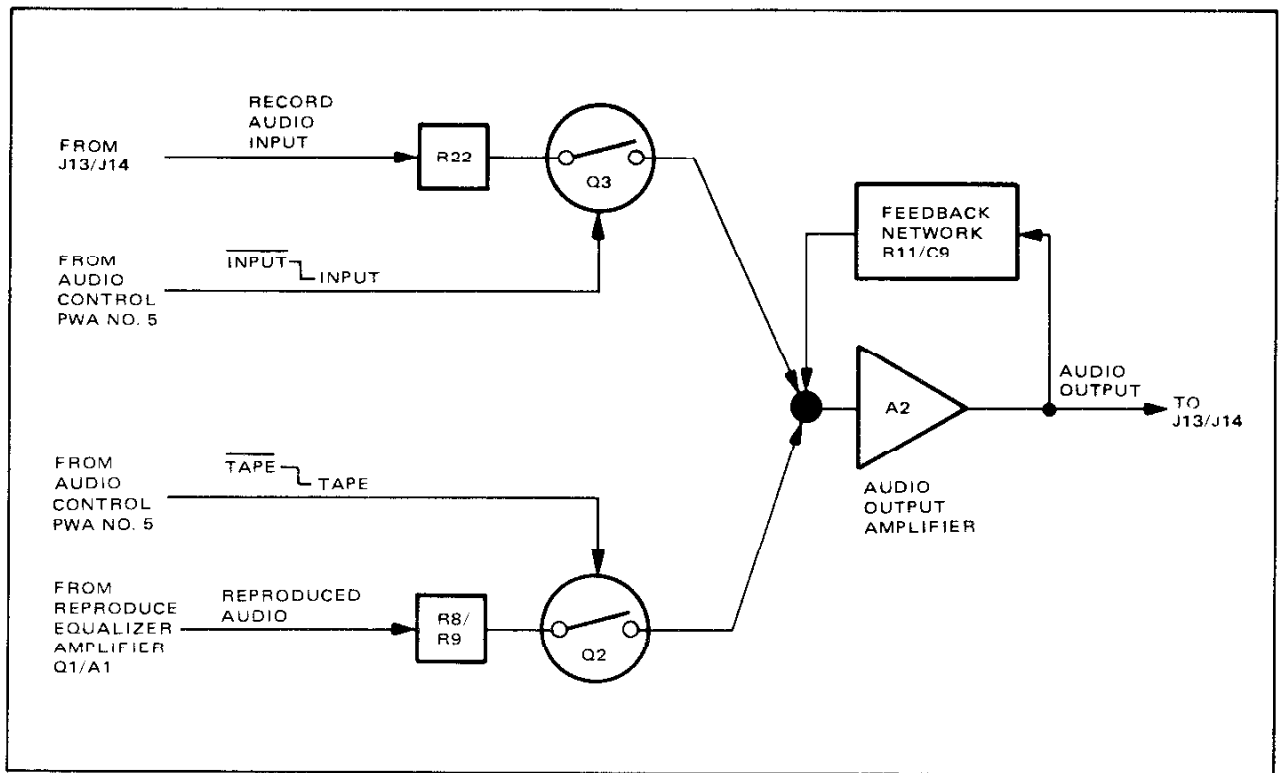 RECORD
AUDIO
INPUT
FROM
J13/J14
R22
Q3
FROM
AUDIO
CONTROL
PWA NO. 5
INPUT
INPUT
FEEDBACK
NETWORK
R11/C9
A2
AUDIO
OUTPUT
TO
J13/J14
AUDIO
OUTPUT
AMPLIFIER
FROM
AUDIO
CONTROL
PWA NO. 5
TAPE
TAPE
FROM
REPRODUCE
EQUALIZER
AMPLIFIER
Q1/A1
REPRODUCED
AUDIO
R8/
R9
Q2